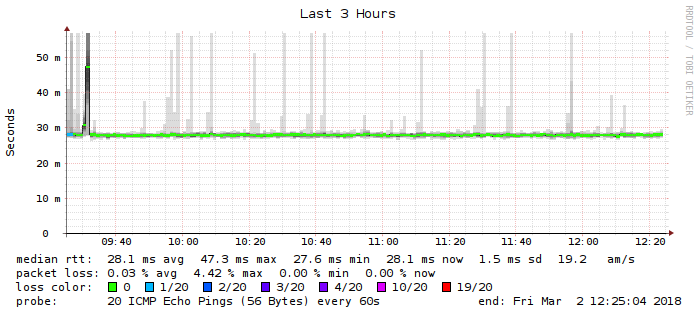 Last 3 Hours
RRDTOOL / TOBI OETIKER
Seconds
50 m
40 m
30 m
20 m
10 m
0
09:40 10:00 10:20 10:40 11:00 11:20 11:40 12:00 12:20
median rtt: 28.1 ms avg 47.3 ms max 27.6 ms min 28.1 ms now 1.5 ms sd 19.2 am/s
packet loss: 0.03 % avg 4.42 % max 0.00 % min 0.00 % now
loss color: 0 1/20 2/20 3/20 4/20 10/20 19/20
probe: 20 ICMP Echo Pings (56 Bytes) every 60s end: Fri Mar 2 12:25:04 2018